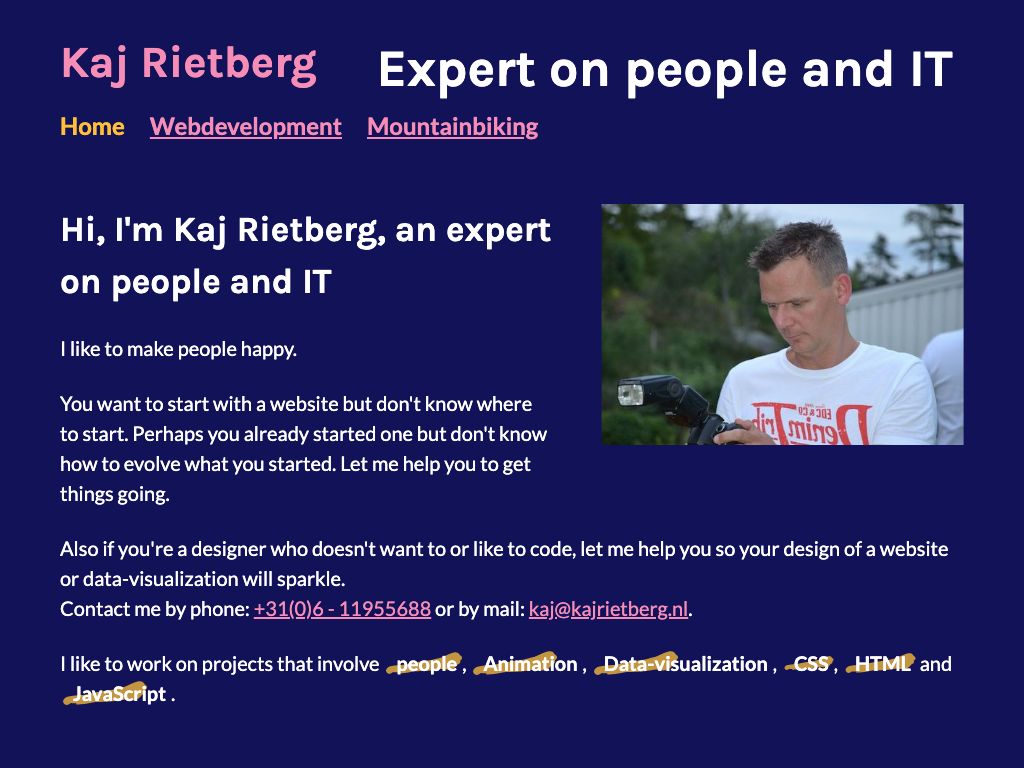 Kaj Rietberg
Expert on people and IT
Home Webdevelopment Mountainbiking
Hi, I'm Kaj Rietberg, an expert
on people and IT
I like to make people happy.
You want to start with a website but don't know where
to start. Perhaps you already started one but don't know
how to evolve what you started. Let me help you to get
things going.
EDC & CO
Denim Trib
Also if you're a designer who doesn't want to or like to code, let me help you so your design of a website
or data-visualization will sparkle.
Contact me by phone: +31(0)6 - 11955688 or by mail: kaj@kajrietberg.nl.
I like to work on projects that involve people , Animation , Data-visualization , CSS , HTML and
JavaScript .